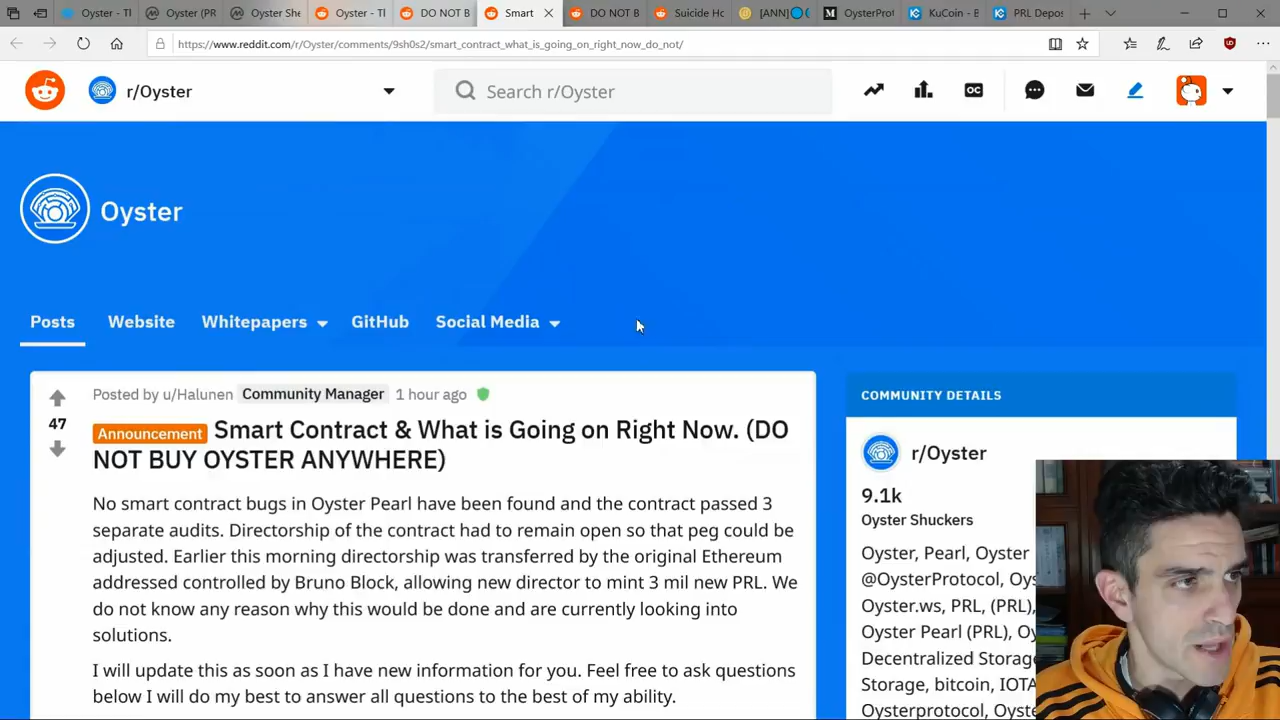 Oyster - Tl
Oyster (PR
Oyster She
Oyster - Tl
DO NOT B
Smart
DO NOT B
Suicide Ho
[ANN]
OysterProt
KuCoin - B
PRL Depos
https://www.reddit.com/r/Oyster/comments/9sh0s2/smart_contract_what_is_going_on_right_now_do_not/
r/Oyster
Search r/Oyster
OC
Oyster
Posts
Website
Whitepapers
GitHub
Social Media
47
Posted by u/Halunen Community Manager 1 hour ago
Announcement Smart Contract & What is Going on Right Now. (DO
NOT BUY OYSTER ANYWHERE)
No smart contract bugs in Oyster Pearl have been found and the contract passed 3
separate audits. Directorship of the contract had to remain open so that peg could be
adjusted. Earlier this morning directorship was transferred by the original Ethereum
addressed controlled by Bruno Block, allowing new director to mint 3 mil new PRL. We
do not know any reason why this would be done and are currently looking into
solutions.
I will update this as soon as I have new information for you. Feel free to ask questions
below I will do my best to answer all questions to the best of my ability.
COMMUNITY DETAILS
r/Oyster
9.1k
Oyster Shuckers
Oyster, Pearl, Oyster
@OysterProtocol, Oys
Oyster.ws, PRL, (PRL),
Oyster Pearl (PRL), Oy
Decentralized Storag
Storage, bitcoin, IOTA
Oysterprotocol, Oyste